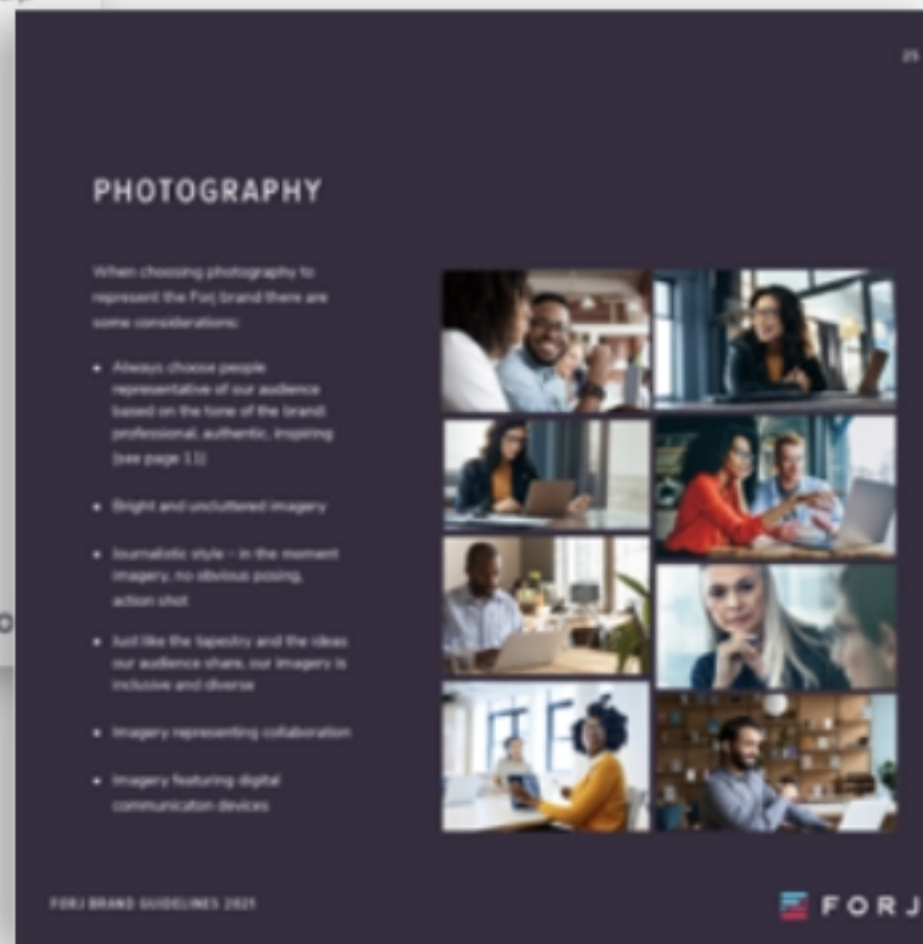 25
PHOTOGRAPHY
When choosing photography to
represent the Forj brand there are
some considerations:
• Always choose people
representative of our audience
based on the tone of the brand:
professional, authentic, inspiring
(see page 11)
• Bright and uncluttered imagery
• Journalistic style - in the moment
imagery, no obvious posing,
action shot
• Just like the tapestry and the ideas
our audience share, our imagery is
inclusive and diverse
• Imagery representing collaboration
• Imagery featuring digital
communicaton devices
FORJ BRAND GUIDELINES 2021
FORJ